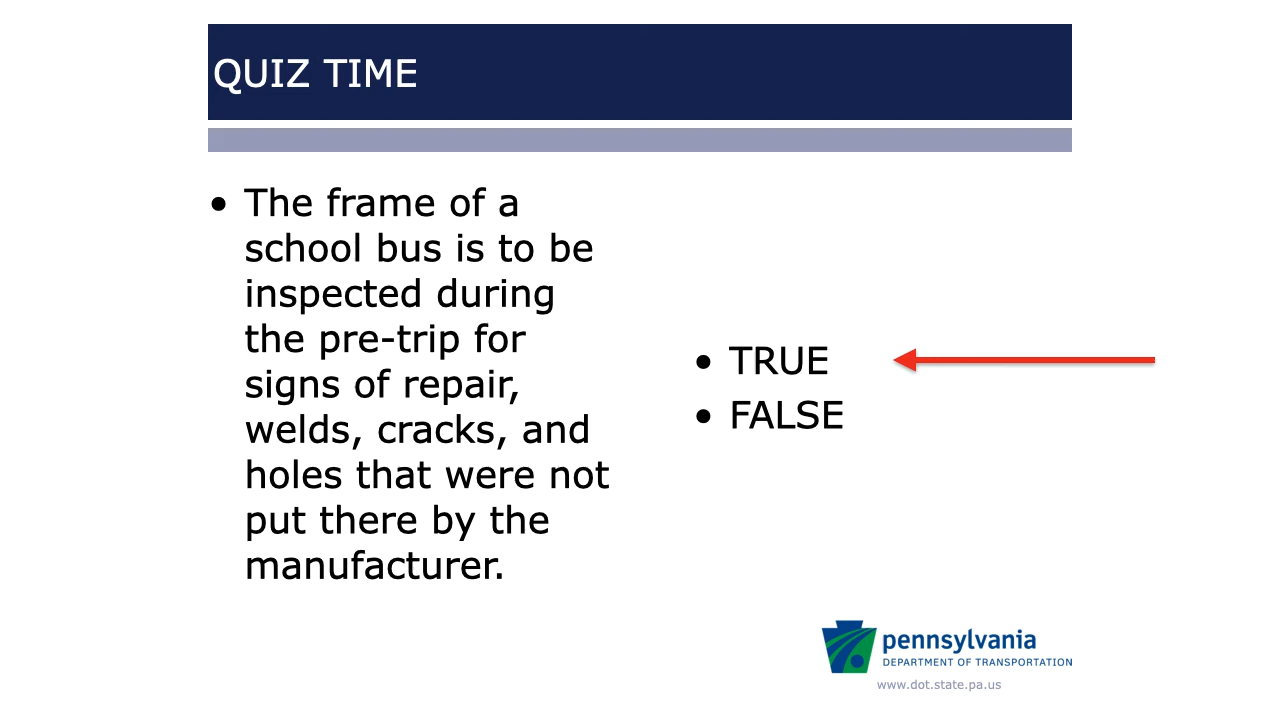 QUIZ TIME
• The frame of a
school bus is to be
inspected during
the pre-trip for
signs of repair,
welds, cracks, and
holes that were not
put there by the
manufacturer.
• TRUE
• FALSE
pennsylvania
DEPARTMENT OF TRANSPORTATION
www.dot.state.pa.us